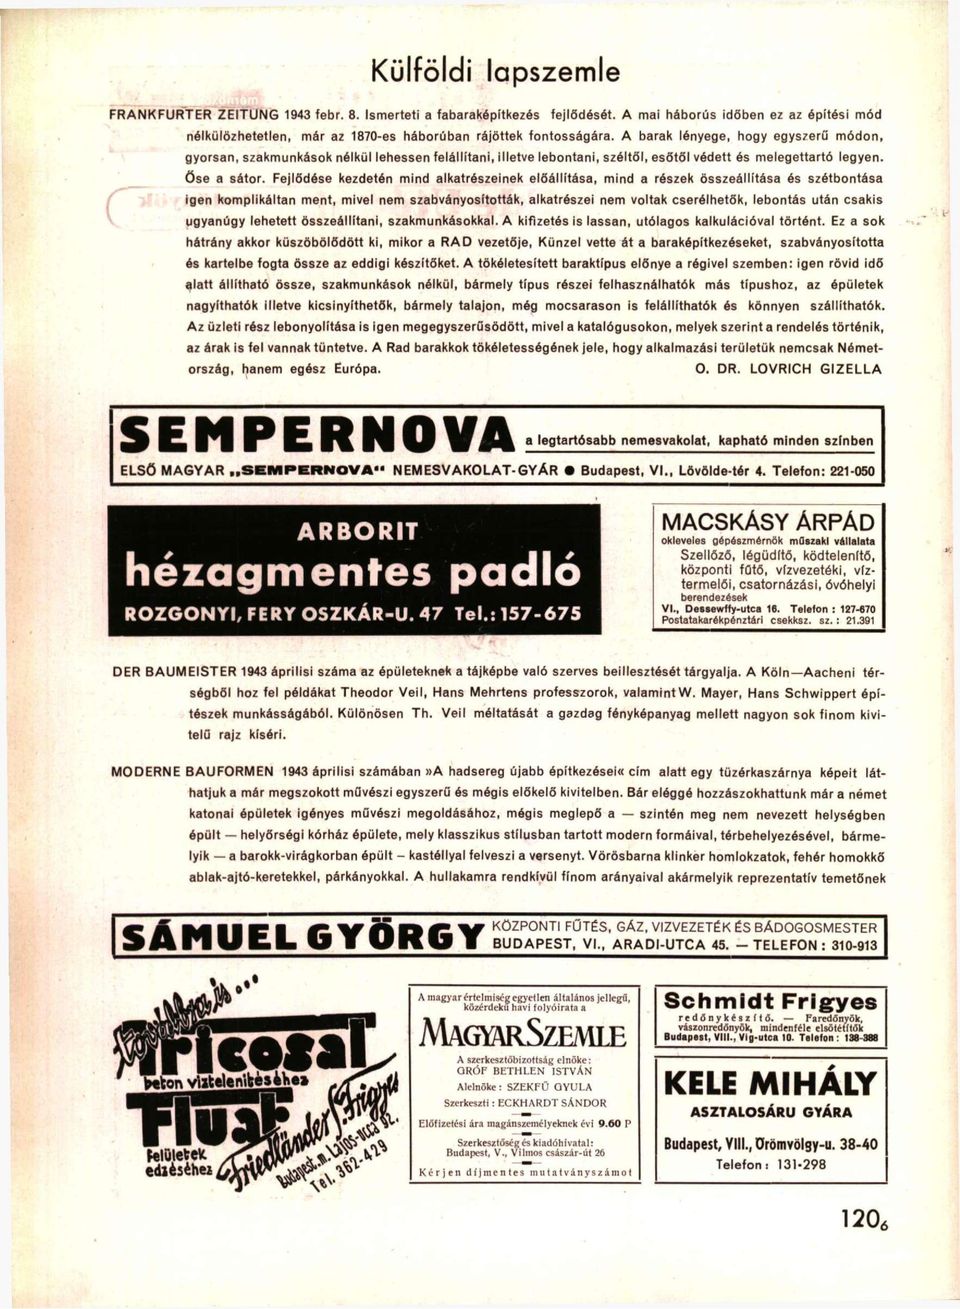 Külföldi lapszemle
FRANKFURTER ZEITUNG 1943 febr. 8. Ismerteti a fabaraképítkezés fejlődését. A mai háborús időben ez az építési mód
nélkülözhetetlen, már az 1870-es háborúban rájöttek fontosságára. A barak lényege, hogy egyszerű módon,
gyorsan, szakmunkások nélkül lehessen felállítani, illetve lebontani, széltől, esőtől védett és melegettartó legyen.
Őse a sátor. Fejlődése kezdetén mind alkatrészeinek előállítása, mind a részek összeállítása és szétbontása
igen komplikáltan ment, mivel nem szabványosították, alkatrészei nem voltak cserélhetők, lebontás után csakis
ugyanúgy lehetett összeállítani, szakmunkásokkal. A kifizetés is lassan, utólagos kalkulációval történt. Ez a sok
hátrány akkor küszöbölődött ki, mikor a RAD vezetője, Künzel vette át a baraképítkezéseket, szabványosította
és kartelbe fogta össze az eddigi készítőket. A tökéletesített baraktípus előnye a régivel szemben: igen rövid idő
alatt állítható össze, szakmunkások nélkül, bármely típus részei felhasználhatók más típushoz, az épületek
nagyíthatók illetve kicsinyíthetők, bármely talajon, még mocsarason is felállíthatók és könnyen szállíthatók.
Az üzleti rész lebonyolítása is igen megegyszerűsödött, mivel a katalógusokon, melyek szerint a rendelés történik,
az árak is fel vannak tüntetve. A Rad barakkok tökéletességének jele, hogy alkalmazási területük nemcsak Német-
ország, hanem egész Európa.
O. DR. LOVRICH GIZELLA
SEMPERNOVA a legtartósabb nemesvakolat, kapható minden színben
ELSŐ MAGYAR „SEMPERNOVA" NEMESVAKOLAT-GYÁR ● Budapest, VI., Lövölde-tér 4. Telefon: 221-050
ARBORIT
hézagmentes padló
ROZGONYI, FERY OSZKÁR-U. 47 Tel.: 157-675
MACSKÁSY ÁRPÁD
okleveles gépészmérnök műszaki vállalata
Szellőző, légüdítő, ködtelenítő,
központi fűtő, vízvezetéki, víz-
termelői, csatornázási, óvóhelyi
berendezések
VI., Dessewffy-utca 16. Telefon : 127-670
Postatakarékpénztári csekksz. sz. : 21.391
DER BAUMEISTER 1943 áprilisi száma az épületeknek a tájképbe való szerves beillesztését tárgyalja. A Köln—Aacheni tér-
ségből hoz fel példákat Theodor Veil, Hans Mehrtens professzorok, valamint W. Mayer, Hans Schwippert épí-
tészek munkásságából. Különösen Th. Veil méltatását a gazdag fényképanyag mellett nagyon sok finom kivi-
telű rajz kíséri.
MODERNE BAUFORMEN 1943 áprilisi számában »A hadsereg újabb építkezései« cím alatt egy tüzérkaszárnya képeit lát-
hatjuk a már megszokott művészi egyszerű és mégis előkelő kivitelben. Bár eléggé hozzászokhattunk már a német
katonai épületek igényes művészi megoldásához, mégis meglepő a — szintén meg nem nevezett helységben
épült — helyőrségi kórház épülete, mely klasszikus stílusban tartott modern formáival, térbehelyezésével, bárme-
lyik — a barokk-virágkorban épült – kastéllyal felveszi a versenyt. Vörösbarna klinker homlokzatok, fehér homokkő
ablak-ajtó-keretekkel, párkányokkal. A hullakamra rendkívül finom arányaival akármelyik reprezentatív temetőnek
SÁMUEL GYÖRGY KÖZPONTI FŰTÉS, GÁZ, VIZVEZETÉK ÉS BÁDOGOSMESTER
BUDAPEST, VI., ARADI-UTCA 45. — TELEFON : 310-913
továbbra is...
Tricosal
beton víztelenítéséhez
Fluat
felületek
edzéséhez
Friedländer Frigyes
Budapest.m. Lajos-ucca 92.
Tel. 362-429
A magyar értelmiség egyetlen általános jellegű,
közérdekű havi folyóirata a
MAGYAR SZEMLE
A szerkesztőbizottság elnöke:
GRÓF BETHLEN ISTVÁN
Alelnöke : SZEKFŰ GYULA
Szerkeszti : ECKHARDT SÁNDOR
Előfizetési ára magánszemélyeknek évi 9.60 P
Szerkesztőség és kiadóhivatal:
Budapest, V., Vilmos császár-út 26
Kérjen díjmentes mutatványszámot
Schmidt Frigyes
redőnykészítő. — Faredőnyök,
vászonredőnyök, mindenféle elsötétítők
Budapest, VIII., Víg-utca 10. Telefon : 138-388
KELE MIHÁLY
ASZTALOSÁRU GYÁRA
Budapest, VIII., Örömvölgy-u. 38-40
Telefon : 131-298
120₆